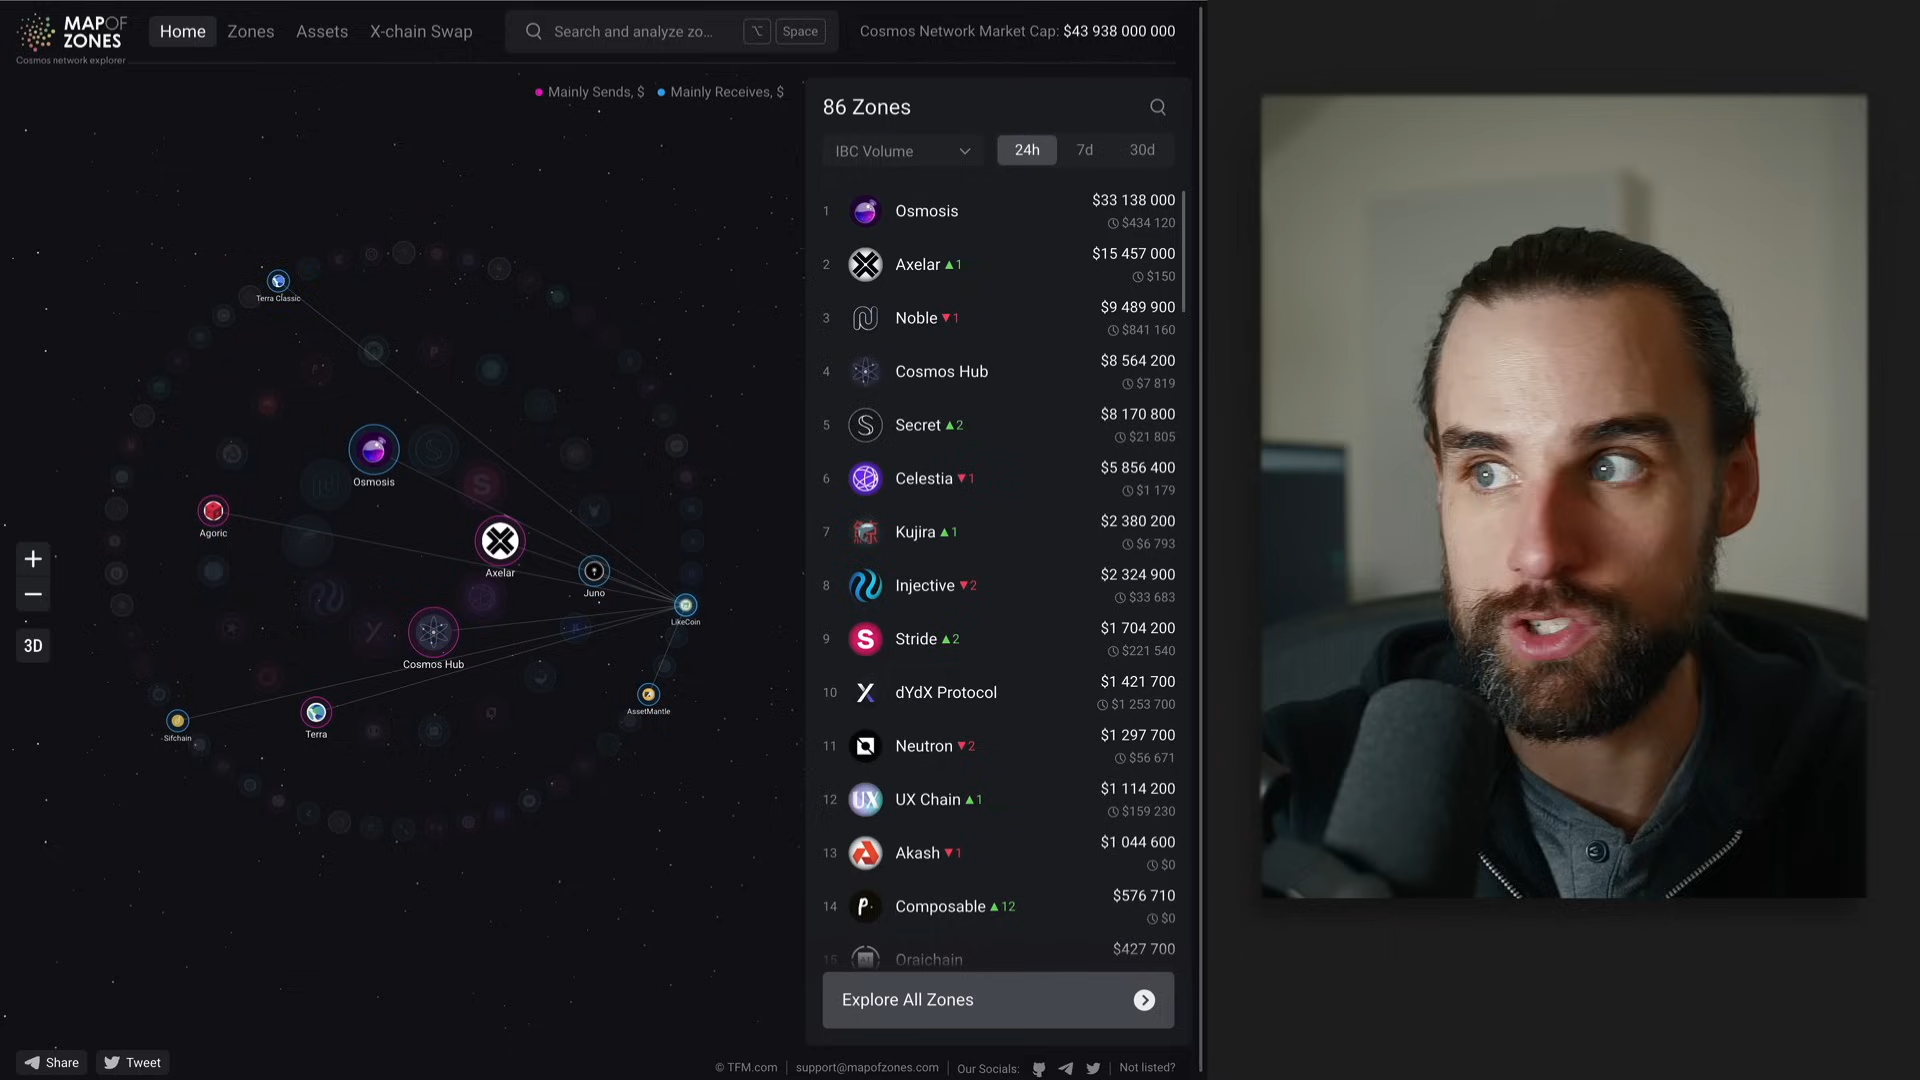 MAPOF
ZONES
Cosmos network explorer
Home
Zones
Assets
X-chain Swap
Search and analyze zo...
⌥
Space
Cosmos Network Market Cap: $43 938 000 000
Mainly Sends, $
Mainly Receives, $
86 Zones
IBC Volume
24h
7d
30d
1
Osmosis
$33 138 000
$434 120
2
Axelar ▲1
$15 457 000
$150
3
Noble ▼1
$9 489 900
$841 160
4
Cosmos Hub
$8 564 200
$7 819
5
Secret ▲2
$8 170 800
$21 805
6
Celestia ▼1
$5 856 400
$1 179
7
Kujira ▲1
$2 380 200
$6 793
8
Injective ▼2
$2 324 900
$33 683
9
Stride ▲2
$1 704 200
$221 540
10
dYdX Protocol
$1 421 700
$1 253 700
11
Neutron ▼2
$1 297 700
$56 671
12
UX
UX Chain ▲1
$1 114 200
$159 230
13
Akash ▼1
$1 044 600
$0
14
Composable ▲12
$576 710
$0
15
Oraichain
$427 700
Explore All Zones
Terra Classic
Osmosis
Agoric
Axelar
Juno
LikeCoin
Cosmos Hub
AssetMantle
Terra
Sifchain
+
−
3D
Share
Tweet
© TFM.com
support@mapofzones.com
Our Socials:
Not listed?